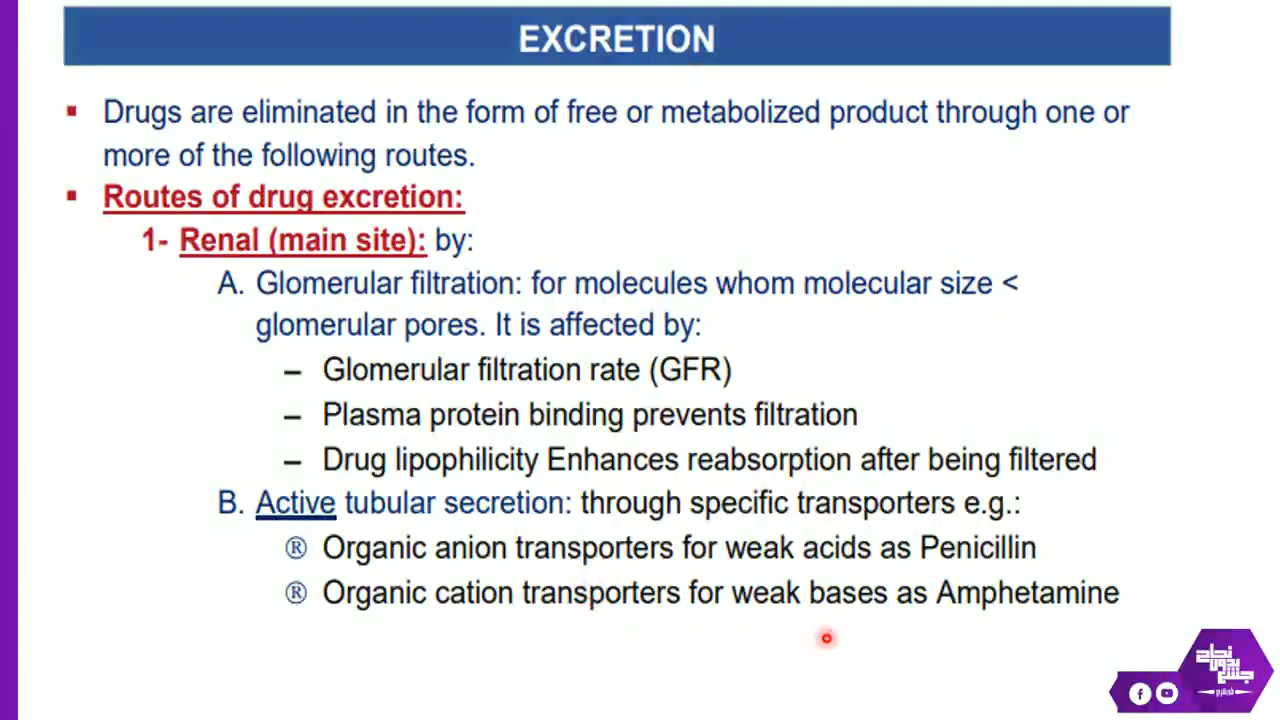 EXCRETION
▪ Drugs are eliminated in the form of free or metabolized product through one or
more of the following routes.
▪ Routes of drug excretion:
1- Renal (main site): by:
A. Glomerular filtration: for molecules whom molecular size <
glomerular pores. It is affected by:
– Glomerular filtration rate (GFR)
– Plasma protein binding prevents filtration
– Drug lipophilicity Enhances reabsorption after being filtered
B. Active tubular secretion: through specific transporters e.g.:
® Organic anion transporters for weak acids as Penicillin
® Organic cation transporters for weak bases as Amphetamine